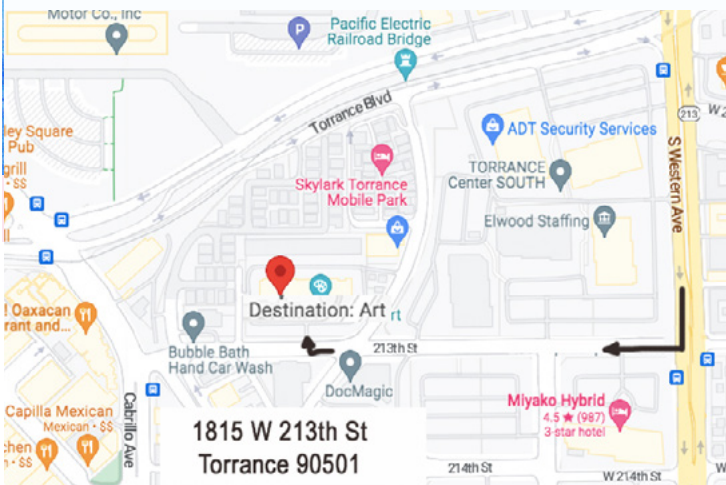 Motor Co., Inc
Pacific Electric
Railroad Bridge
Torrance Blvd
213
ley Square
Pub
grill
• $$
ADT Security Services
TORRANCE
Center SOUTH
S Western Ave
Skylark Torrance
Mobile Park
Elwood Staffing
Destination: Art
rt
! Oaxacan
rant and...
213th St
Bubble Bath
Hand Car Wash
DocMagic
Cabrillo Ave
Capilla Mexican
Mexican • $$
Miyako Hybrid
4.5 ★ (987)
3-star hotel
1815 W 213th St
Torrance 90501
chen
• $$
214th St
W 214th St